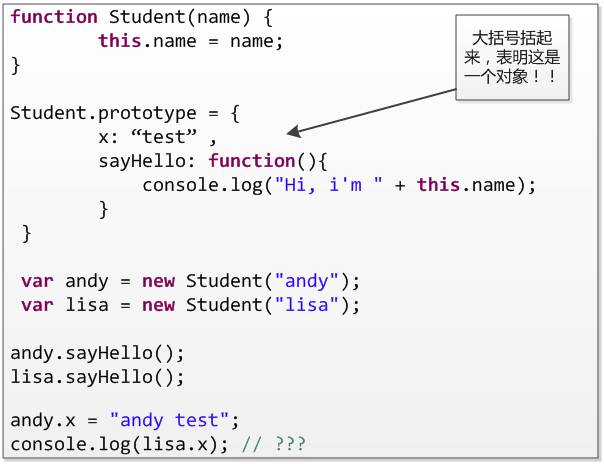 function Student(name) {
this.name = name;
}
大括号括起
来，表明这是
一个对象！！
Student.prototype = {
x: “test” ,
sayHello: function(){
console.log("Hi, i'm " + this.name);
}
}
var andy = new Student("andy");
var lisa = new Student("lisa");
andy.sayHello();
lisa.sayHello();
andy.x = "andy test";
console.log(lisa.x); // ???